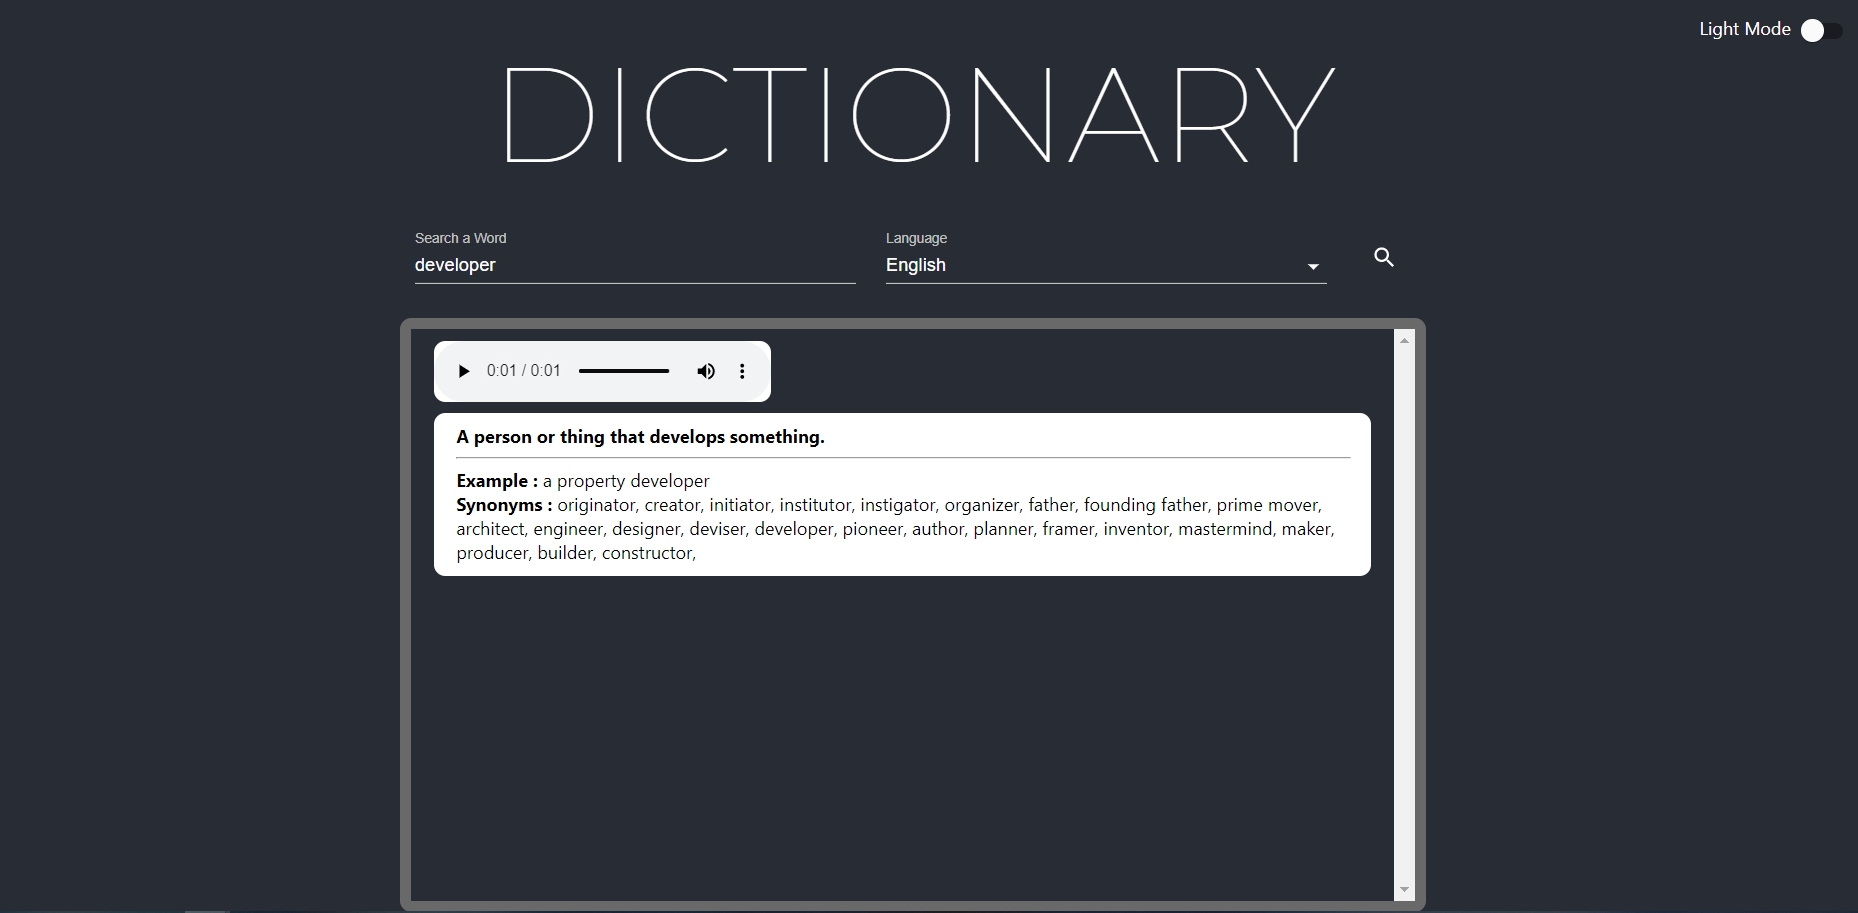 Light Mode
DICTIONARY
Search a Word
developer
Language
English
0:01 / 0:01
A person or thing that develops something.
Example : a property developer
Synonyms : originator, creator, initiator, institutor, instigator, organizer, father, founding father, prime mover,
architect, engineer, designer, deviser, developer, pioneer, author, planner, framer, inventor, mastermind, maker,
producer, builder, constructor,